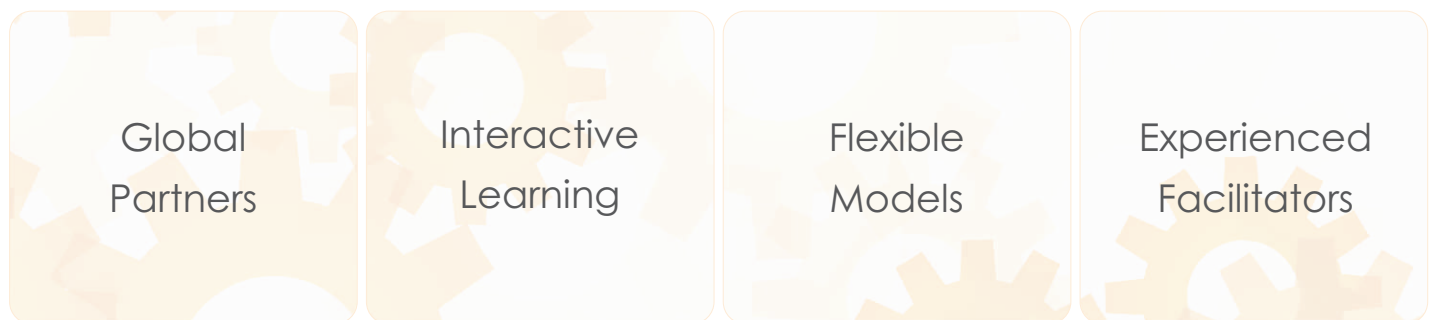 Global
Partners
Interactive
Learning
Flexible
Models
Experienced
Facilitators